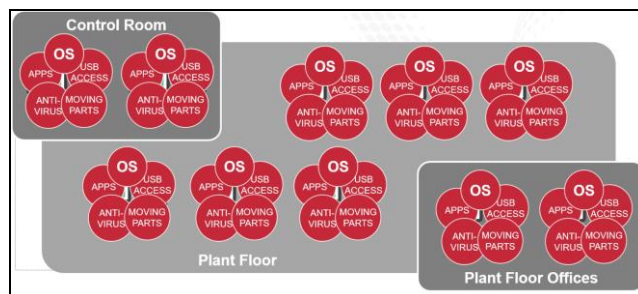 Control Room
OS
APPS
USB
ACCESS
ANTI-
VIRUS
MOVING
PARTS
OS
APPS
USB
ACCESS
ANTI-
VIRUS
MOVING
PARTS
OS
APPS
USB
ACCESS
ANTI-
VIRUS
MOVING
PARTS
OS
APPS
USB
ACCESS
ANTI-
VIRUS
MOVING
PARTS
OS
APPS
USB
ACCESS
ANTI-
VIRUS
MOVING
PARTS
OS
APPS
USB
ACCESS
ANTI-
VIRUS
MOVING
PARTS
OS
APPS
USB
ACCESS
ANTI-
VIRUS
MOVING
PARTS
OS
APPS
USB
ACCESS
ANTI-
VIRUS
MOVING
PARTS
Plant Floor
OS
APPS
USB
ACCESS
ANTI-
VIRUS
MOVING
PARTS
OS
APPS
USB
ACCESS
ANTI-
VIRUS
MOVING
PARTS
Plant Floor Offices